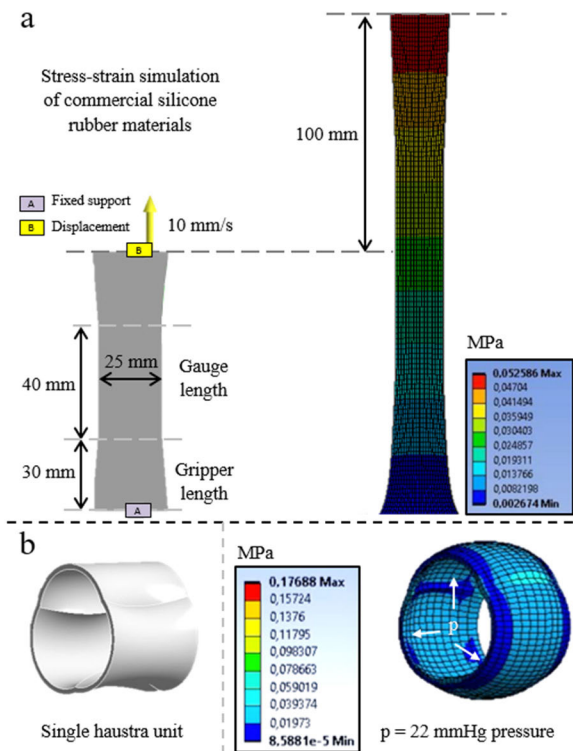 a
Stress-strain simulation
of commercial silicone
rubber materials
100 mm
A Fixed support
B Displacement
10 mm/s
B
25 mm
40 mm
Gauge
length
30 mm
Gripper
length
A
MPa
0.052586 Max
0,04704
0,041494
0,035949
0,030403
0,024857
0,019311
0,013766
0,0082198
0.002674 Min
b
Single haustra unit
MPa
0,17688 Max
0,15724
0,1376
0,11795
0,098307
0,078663
0,059019
0,039374
0,01973
8,5881e-5 Min
p
p = 22 mmHg pressure